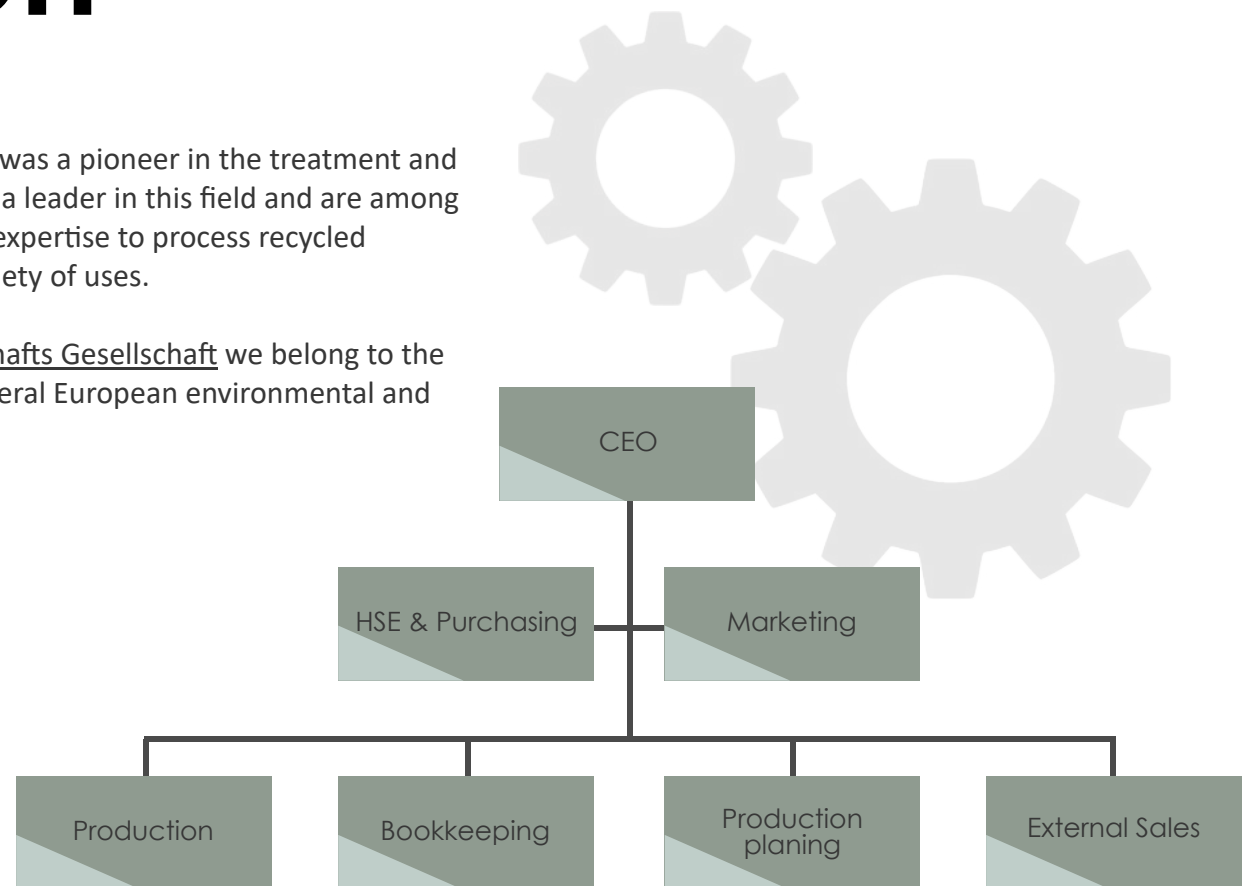 was a pioneer in the treatment and
a leader in this field and are among
expertise to process recycled
ety of uses.
hafts Gesellschaft we belong to the
eral European environmental and
CEO
HSE & Purchasing
Marketing
Production
Bookkeeping
Production
planing
External Sales